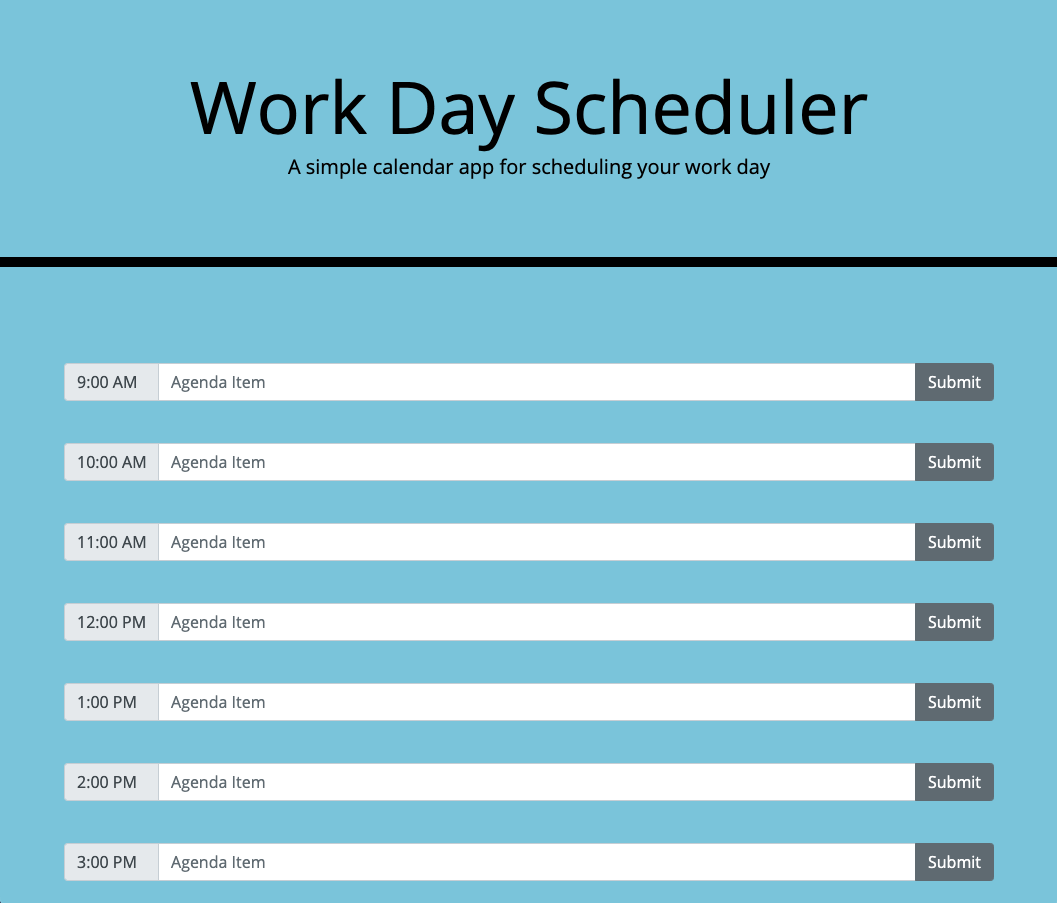 Work Day Scheduler
A simple calendar app for scheduling your work day
9:00 AM Agenda Item Submit
10:00 AM Agenda Item Submit
11:00 AM Agenda Item Submit
12:00 PM Agenda Item Submit
1:00 PM Agenda Item Submit
2:00 PM Agenda Item Submit
3:00 PM Agenda Item Submit